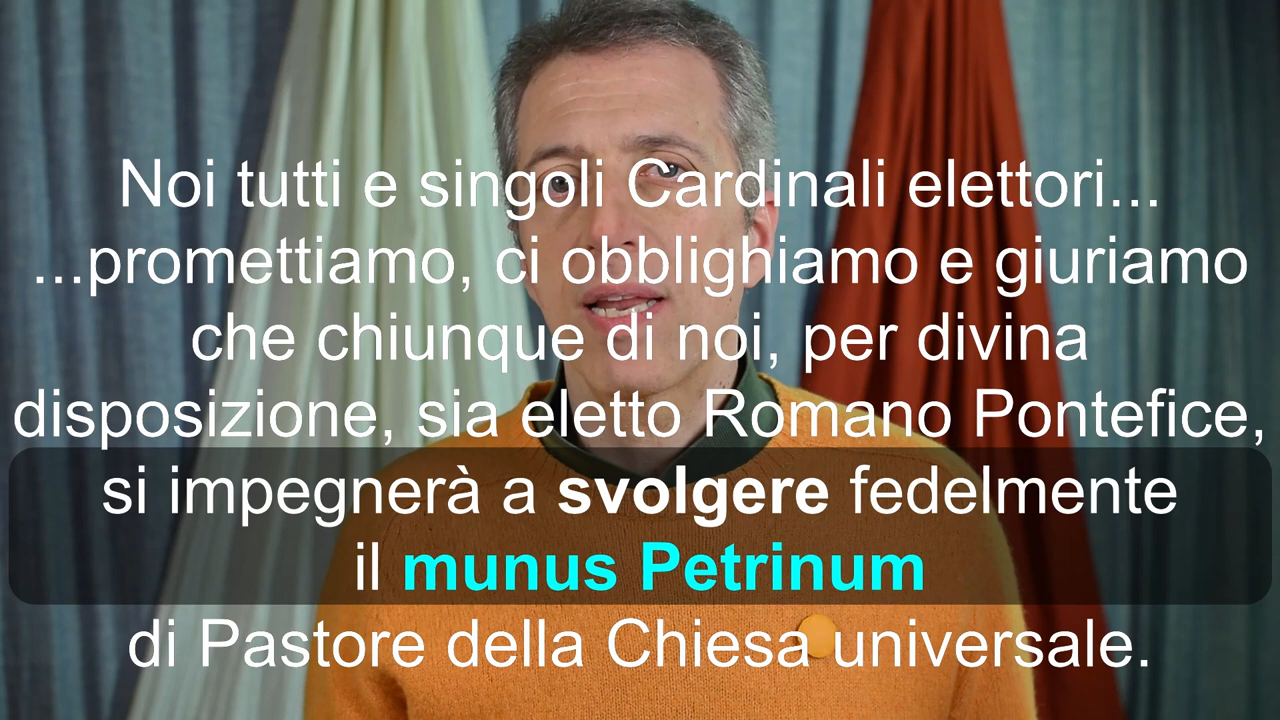 Noi tutti e singoli Cardinali elettori...
...promettiamo, ci obblighiamo e giuriamo
che chiunque di noi, per divina
disposizione, sia eletto Romano Pontefice,
si impegnerà a svolgere fedelmente
il munus Petrinum
di Pastore della Chiesa universale.